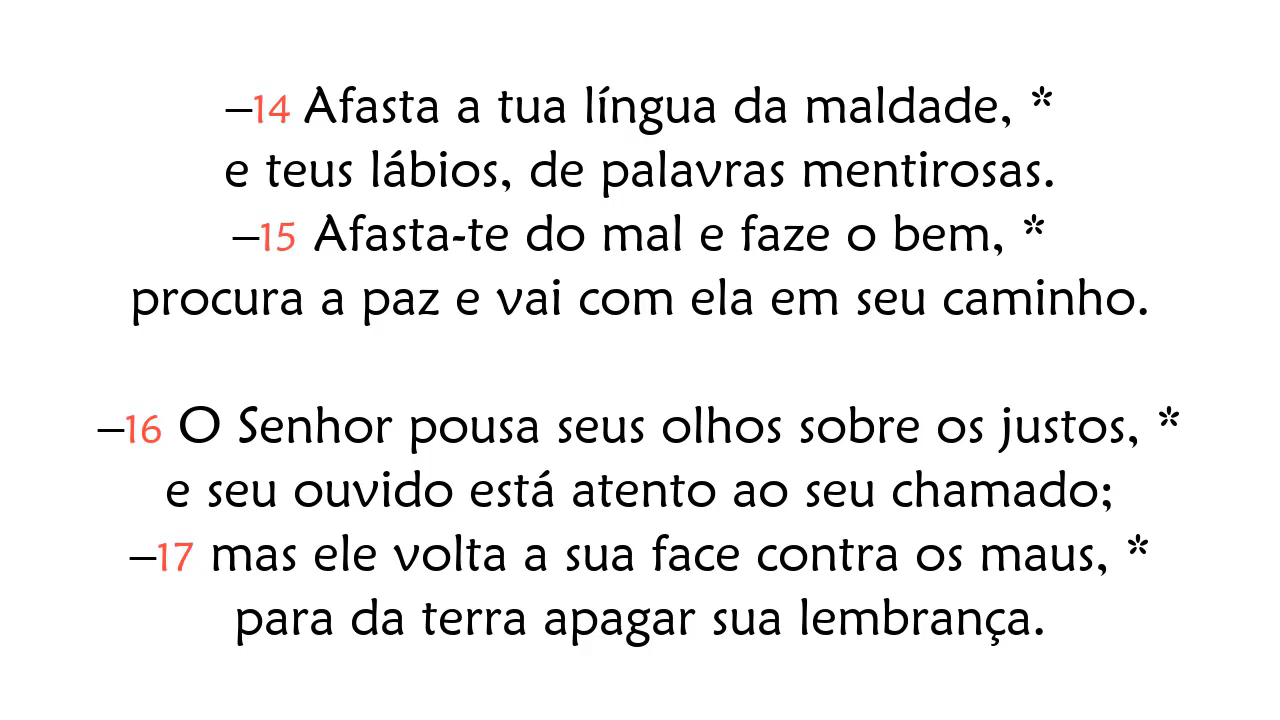 –14 Afasta a tua língua da maldade, *
e teus lábios, de palavras mentirosas.
–15 Afasta-te do mal e faze o bem, *
procura a paz e vai com ela em seu caminho.
–16 O Senhor pousa seus olhos sobre os justos, *
e seu ouvido está atento ao seu chamado;
–17 mas ele volta a sua face contra os maus, *
para da terra apagar sua lembrança.